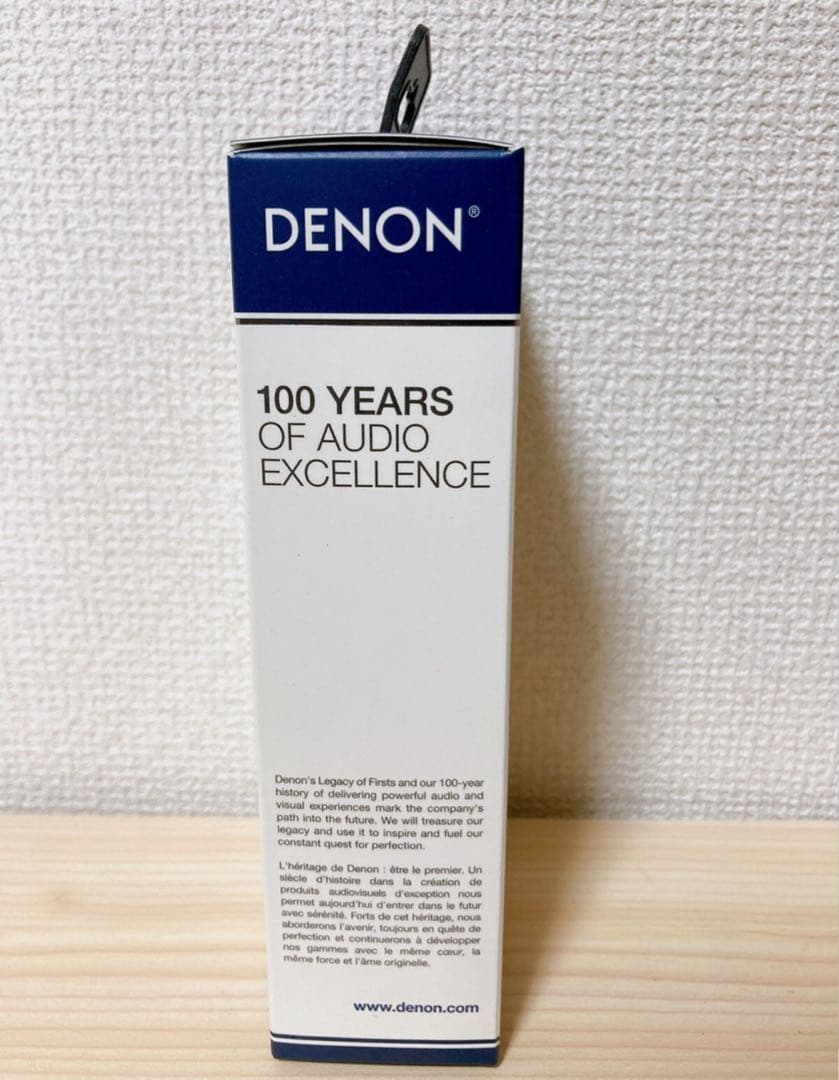 DENON®
100 YEARS
OF AUDIO
EXCELLENCE
Denon's Legacy of Firsts and our 100-year
history of delivering powerful audio and
visual experiences mark the company's
path into the future. We will treasure our
legacy and use it to inspire and fuel our
constant quest for perfection.
L'héritage de Denon : être le premier. Un
siècle d'histoire dans la création de
produits audiovisuels d'exception nous
permet aujourd'hui d'entrer dans le futur
avec sérénité. Forts de cet héritage, nous
aborderons l'avenir, toujours en quête de
perfection et continuerons à développer
nos gammes avec le même cœur, la
même force et l'âme originelle.
www.denon.com